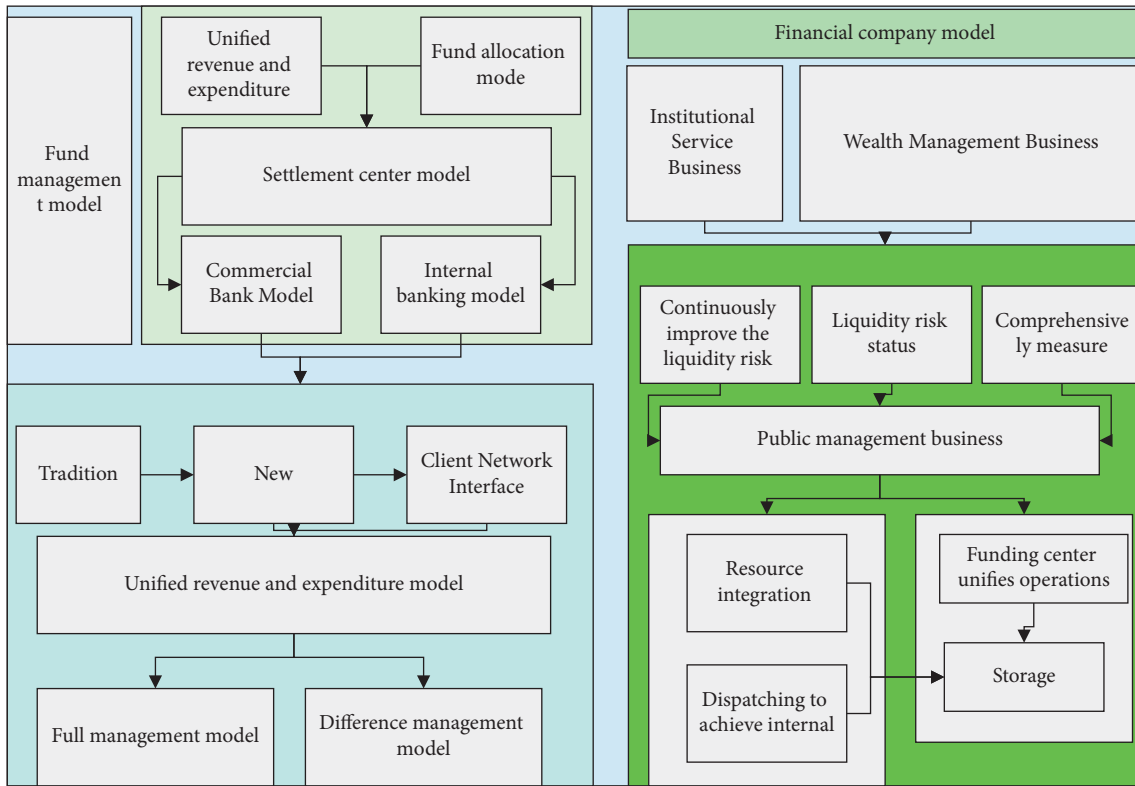 Fund
managemen
t model
Unified
revenue and
expenditure
Fund allocation
mode
Settlement center model
Commercial
Bank Model
Internal
banking model
Tradition
New
Client Network
Interface
Unified revenue and expenditure model
Full management model
Difference management
model
Financial company model
Institutional
Service
Business
Wealth Management Business
Continuously
improve the
liquidity risk
Liquidity risk
status
Comprehensive
ly measure
Public management business
Resource
integration
Dispatching to
achieve internal
Funding center
unifies operations
Storage